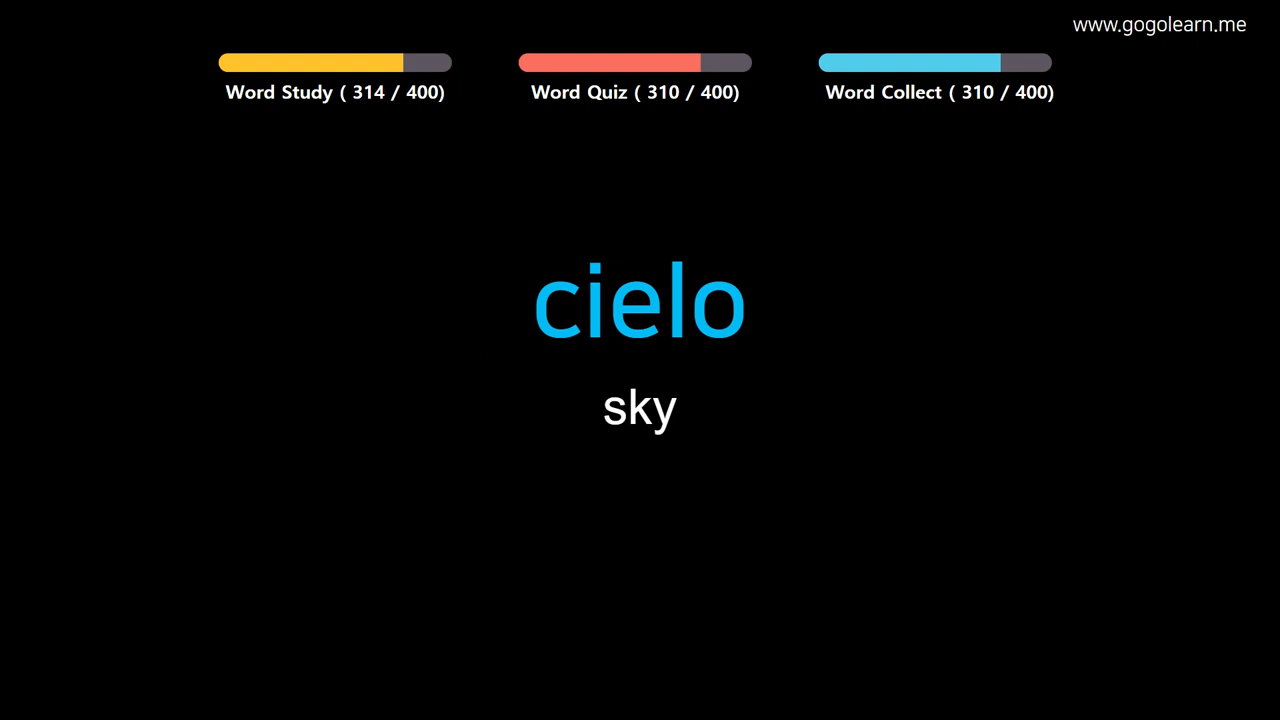 www.gogolearn.me
Word Study ( 314 / 400)
Word Quiz ( 310 / 400)
Word Collect ( 310 / 400)
cielo
sky